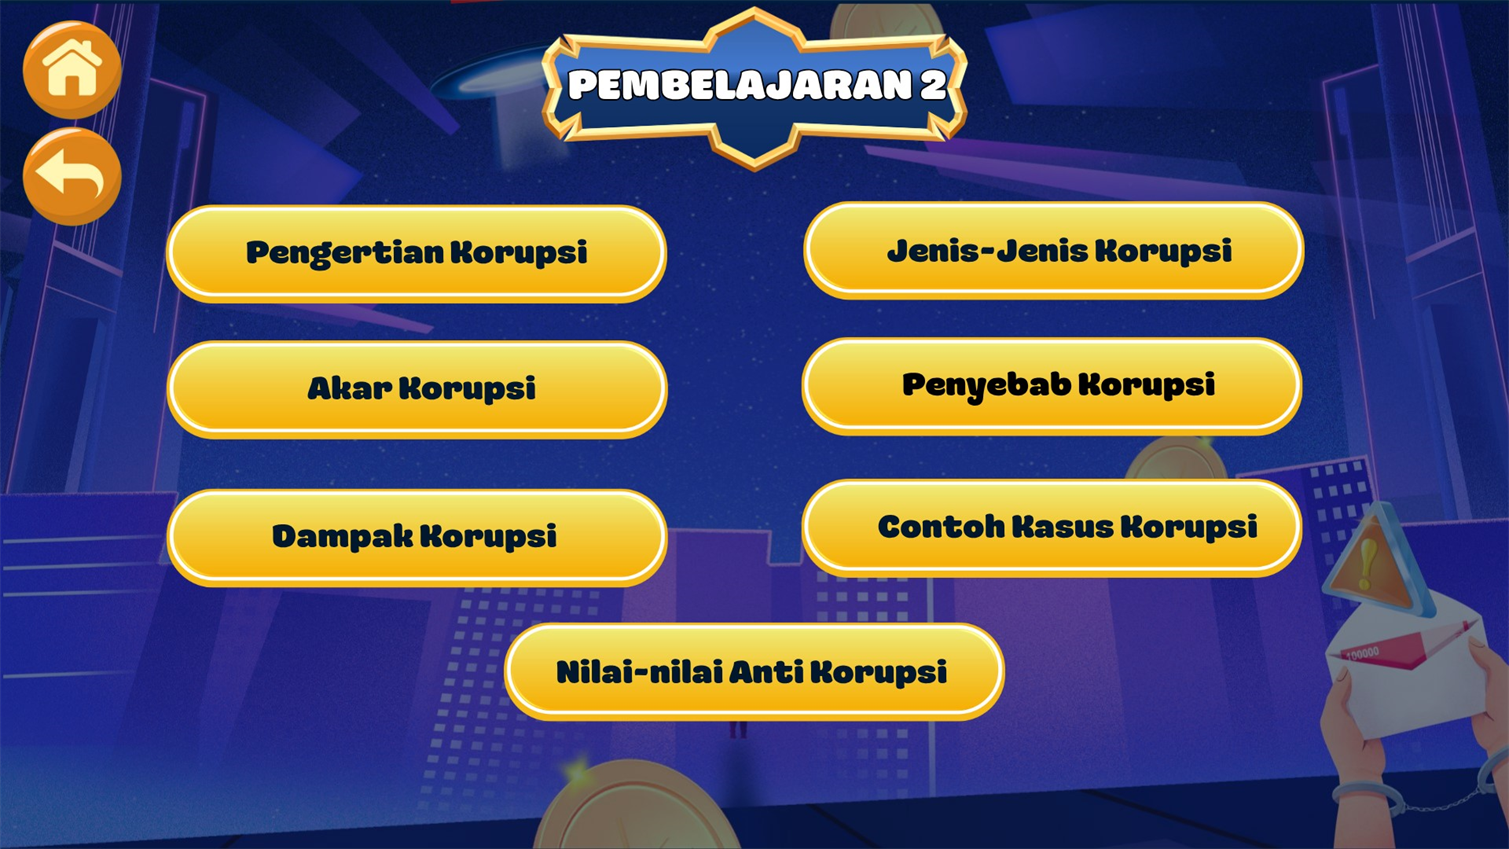 PEMBELAJARAN 2
Pengertian Korupsi
Jenis-Jenis Korupsi
Akar Korupsi
Penyebab Korupsi
Dampak Korupsi
Contoh Kasus Korupsi
Nilai-nilai Anti Korupsi
100000